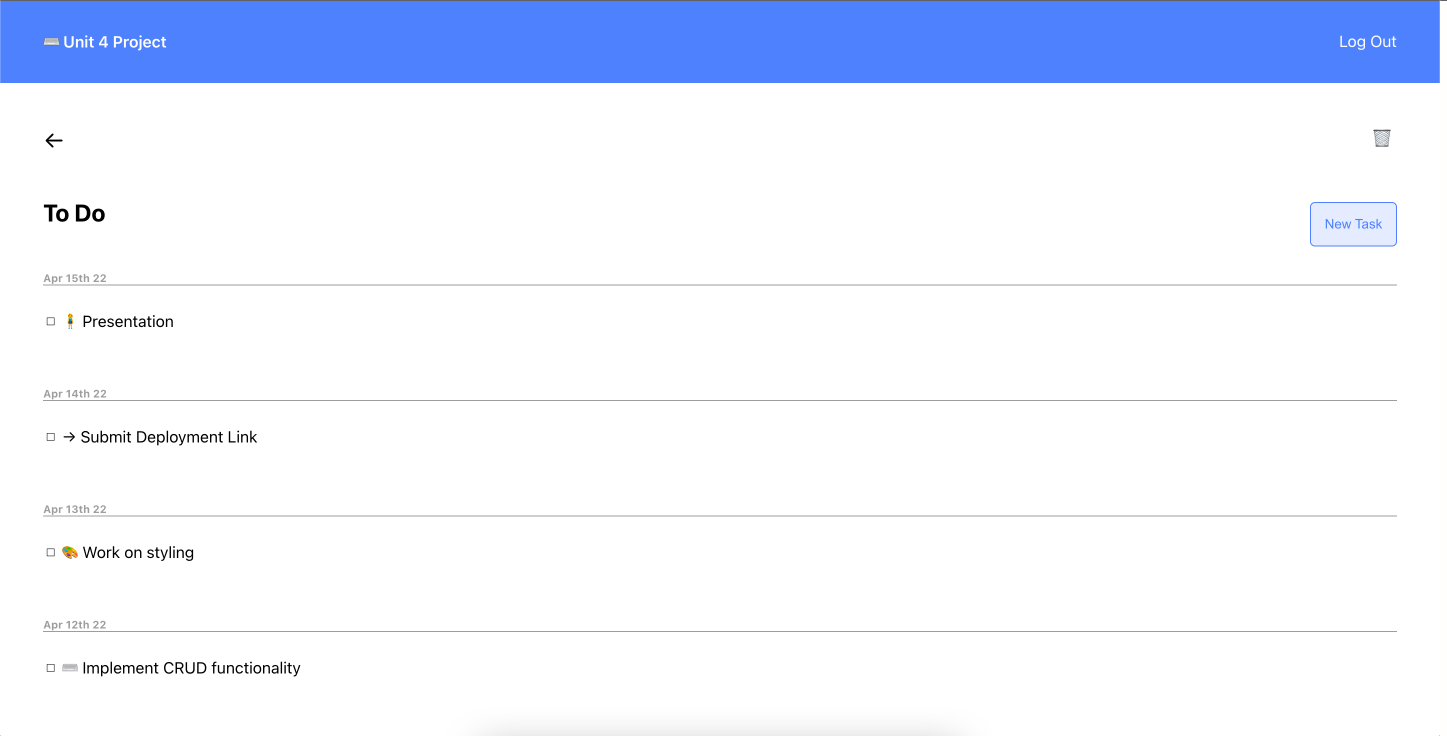 ⌨️ Unit 4 Project
Log Out
←
🗑️
To Do
New Task
Apr 15th 22
🧍‍♀️ Presentation
Apr 14th 22
→ Submit Deployment Link
Apr 13th 22
🎨 Work on styling
Apr 12th 22
⌨️ Implement CRUD functionality